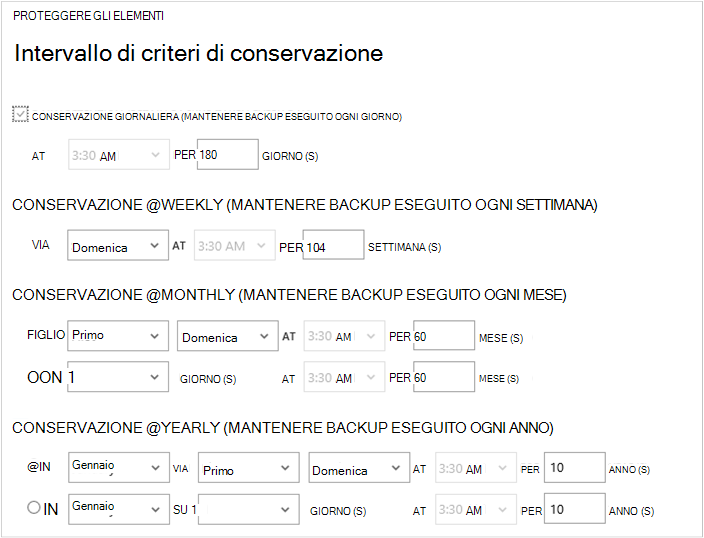 PROTEGGERE GLI ELEMENTI
Intervallo di criteri di conservazione
CONSERVAZIONE GIORNALIERA (MANTENERE BACKUP ESEGUITO OGNI GIORNO)
AT 3:30 AM PER 180 GIORNO (S)
CONSERVAZIONE @WEEKLY (MANTENERE BACKUP ESEGUITO OGNI SETTIMANA)
VIA Domenica AT 3:30 AM PER 104 SETTIMANA (S)
CONSERVAZIONE @MONTHLY (MANTENERE BACKUP ESEGUITO OGNI MESE)
FIGLIO Primo Domenica AT 3:30 AM PER 60 MESE (S)
OON 1 GIORNO (S) AT 3:30 AM PER 60 MESE (S)
CONSERVAZIONE @YEARLY (MANTENERE BACKUP ESEGUITO OGNI ANNO)
@IN Gennaio VIA Primo Domenica AT 3:30 AM PER 10 ANNO (S)
IN Gennaio SU 1 GIORNO (S) AT 3:30 AM PER 10 ANNO (S)